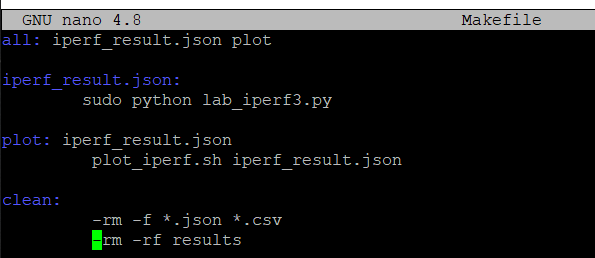 GNU nano 4.8 Makefile
all: iperf_result.json plot
iperf_result.json:
sudo python lab_iperf3.py
plot: iperf_result.json
plot_iperf.sh iperf_result.json
clean:
-rm -f *.json *.csv
-rm -rf results